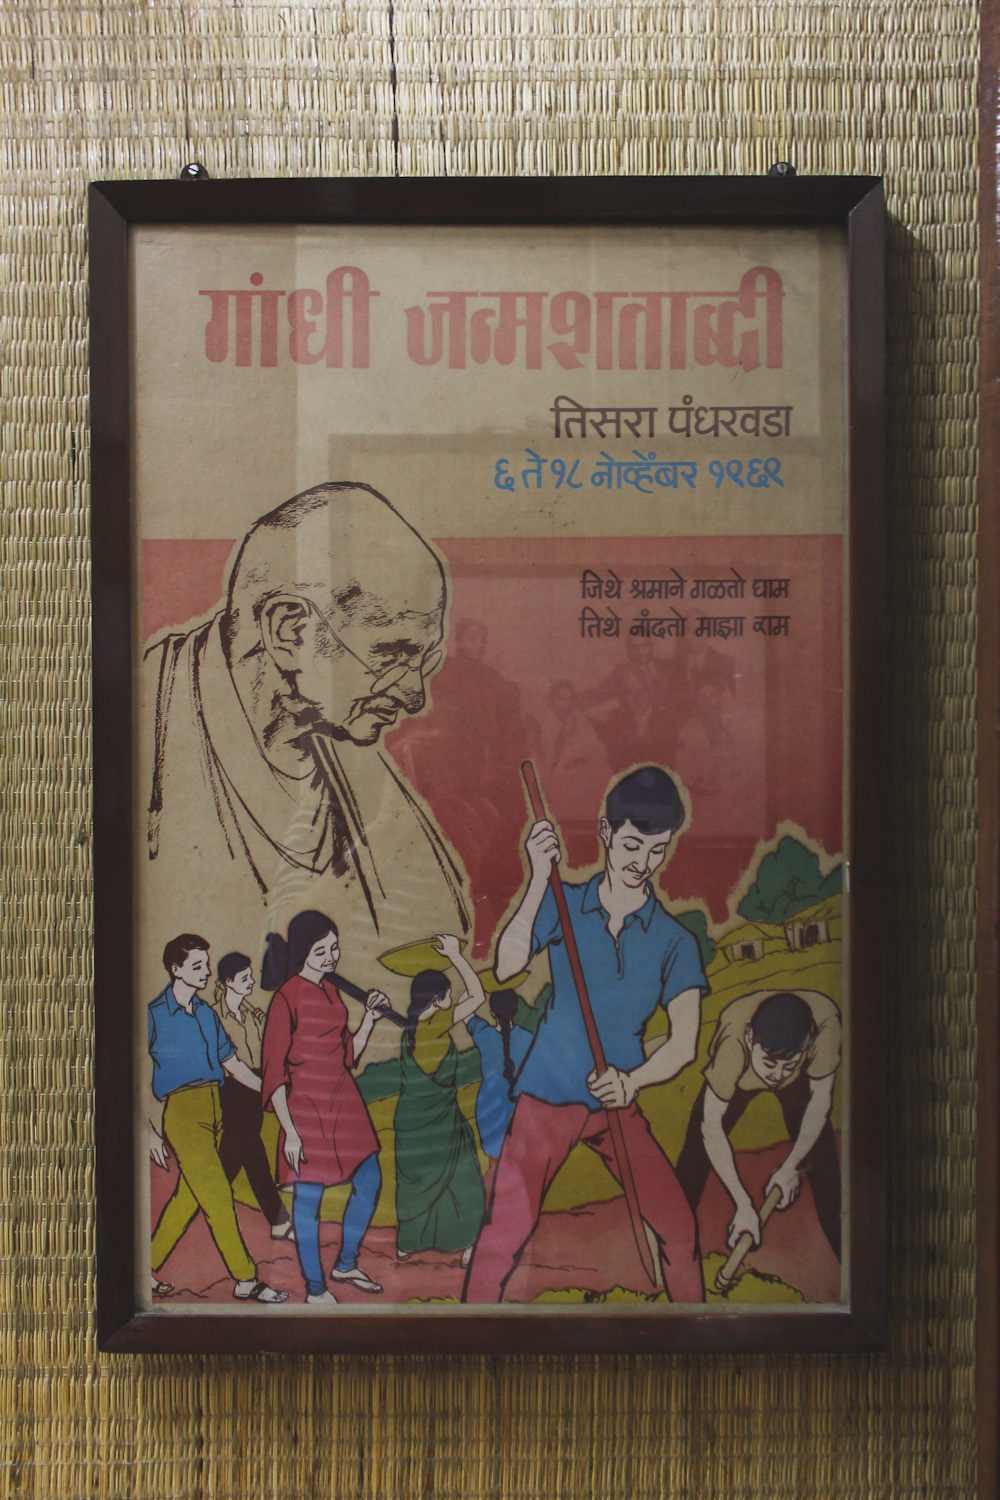 गांधी जन्मशताब्दी
तिसरा पंधरवडा
६ ते १८ नोव्हेंबर १९६९
जिथे श्रमाने गळतो घाम
तिथे नांदतो माझा राम